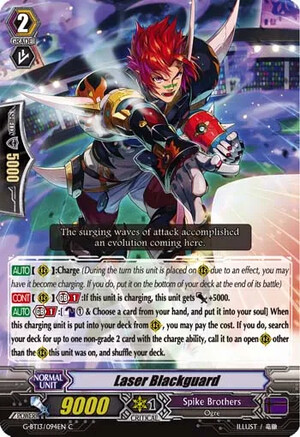 2
GRADE
5000
The surging waves of attack accomplished
an evolution coming here.
AUTO :Charge (During the turn this unit is placed on due to an effect, you may
have it become charging. If you do, put it on the bottom of your deck at the end of its battle)
CONT GB 1 :If this unit is charging, this unit gets +5000.
AUTO GB 1 :[ ① & Choose a card from your hand, and put it into your soul] When
this charging unit is put into your deck from , you may pay the cost. If you do, search
your deck for up to one non-grade 2 card with the charge ability, call it to an open other
than the this unit was on, and shuffle your deck.
NORMAL
UNIT
Laser Blackguard
POWER
9000
1
CRITICAL
Spike Brothers
Ogre
G-BT13/094EN C
ILLUST /